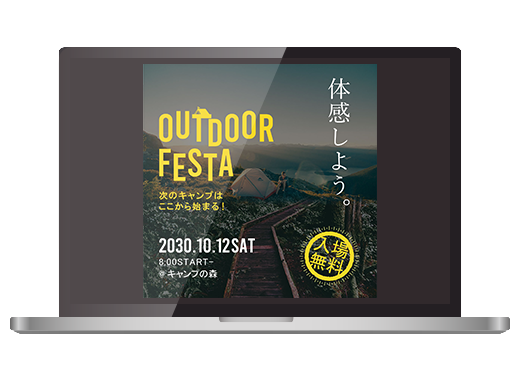 体感しよう。
OUTDOOR
FESTA
次のキャンプは
ここから始まる！
2030.10.12SAT
8:00START−
@キャンプの森
入場
無料